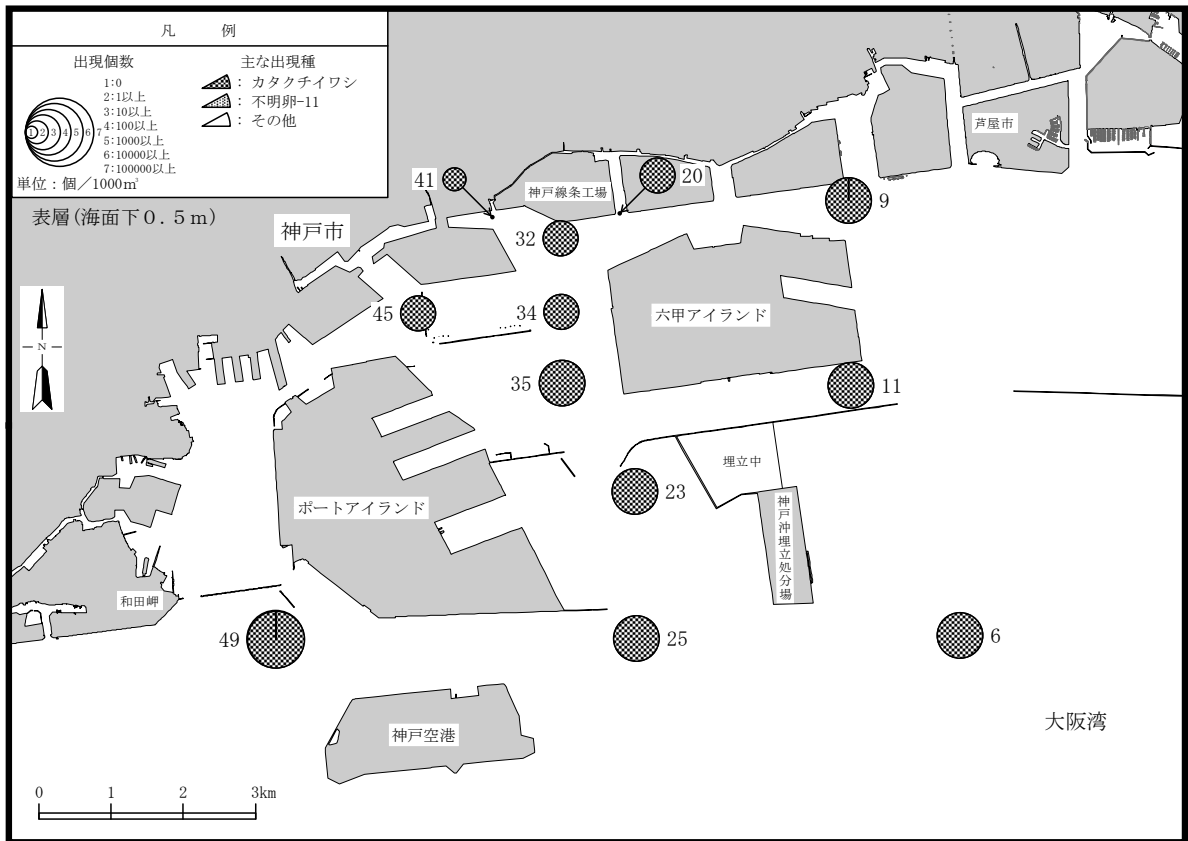 凡 例
出現個数
1:0
2:1以上
3:10以上
4:100以上
5:1000以上
6:10000以上
7:100000以上
1 2 3 4 5 6 7
単位：個／1000㎥
主な出現種
： カタクチイワシ
： 不明卵-11
： その他
表層(海面下０.５ｍ)
芦屋市
41
神戸線条工場
20
9
神戸市
32
N
45
34
六甲アイランド
35
11
埋立中
23
ポートアイランド
神戸沖埋立処分場
和田岬
49
25
6
大阪湾
神戸空港
0 1 2 3km